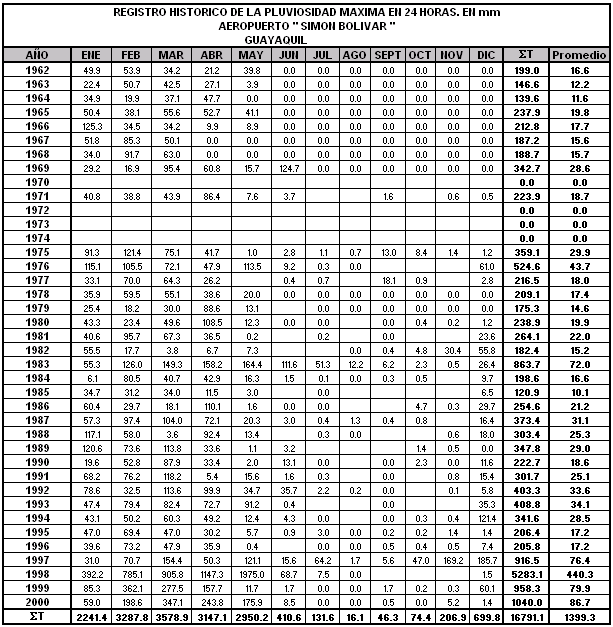 REGISTRO HISTORICO DE LA PLUVIOSIDAD MAXIMA EN 24 HORAS. EN mm
AEROPUERTO " SIMON BOLIVAR "
GUAYAQUIL
AÑO ENE FEB MAR ABR MAY JUN JUL AGO SEPT OCT NOV DIC ΣT Promedio
1962 49.9 53.9 34.2 21.2 39.8 0.0 0.0 0.0 0.0 0.0 0.0 0.0 199.0 16.6
1963 22.4 50.7 42.5 27.1 3.9 0.0 0.0 0.0 0.0 0.0 0.0 0.0 146.6 12.2
1964 34.9 19.9 37.1 47.7 0.0 0.0 0.0 0.0 0.0 0.0 0.0 0.0 139.6 11.6
1965 50.4 38.1 55.6 52.7 41.1 0.0 0.0 0.0 0.0 0.0 0.0 0.0 237.9 19.8
1966 125.3 34.5 34.2 9.9 8.9 0.0 0.0 0.0 0.0 0.0 0.0 0.0 212.8 17.7
1967 51.8 85.3 50.1 0.0 0.0 0.0 0.0 0.0 0.0 0.0 0.0 0.0 187.2 15.6
1968 34.0 91.7 63.0 0.0 0.0 0.0 0.0 0.0 0.0 0.0 0.0 0.0 188.7 15.7
1969 29.2 16.9 95.4 60.8 15.7 124.7 0.0 0.0 0.0 0.0 0.0 0.0 342.7 28.6
1970 0.0 0.0
1971 40.8 38.8 43.9 86.4 7.6 3.7 1.6 0.6 0.5 223.9 18.7
1972 0.0 0.0
1973 0.0 0.0
1974 0.0 0.0
1975 91.3 121.4 75.1 41.7 1.0 2.8 1.1 0.7 13.0 8.4 1.4 1.2 359.1 29.9
1976 115.1 105.5 72.1 47.9 113.5 9.2 0.3 0.0 61.0 524.6 43.7
1977 33.1 70.0 64.3 26.2 0.4 0.7 18.1 0.9 2.8 216.5 18.0
1978 35.9 59.5 55.1 38.6 20.0 0.0 0.0 0.0 0.0 0.0 0.0 0.0 209.1 17.4
1979 25.4 18.2 30.0 88.6 13.1 0.0 0.0 0.0 0.0 0.0 0.0 175.3 14.6
1980 43.3 23.4 49.6 108.5 12.3 0.0 0.0 0.0 0.4 0.2 1.2 238.9 19.9
1981 40.6 95.7 67.3 36.5 0.2 0.2 0.0 23.6 264.1 22.0
1982 55.5 17.7 3.8 6.7 7.3 0.0 0.4 4.8 30.4 55.8 182.4 15.2
1983 55.3 126.0 149.3 158.2 164.4 111.6 51.3 12.2 6.2 2.3 0.5 26.4 863.7 72.0
1984 6.1 80.5 40.7 42.9 16.3 1.5 0.1 0.0 0.3 0.5 9.7 198.6 16.6
1985 34.7 31.2 34.0 11.5 3.0 0.0 6.5 120.9 10.1
1986 60.4 29.7 18.1 110.1 1.6 0.0 0.0 4.7 0.3 29.7 254.6 21.2
1987 57.3 97.4 104.0 72.1 20.3 3.0 0.4 1.3 0.4 0.8 16.4 373.4 31.1
1988 117.1 58.0 3.6 92.4 13.4 0.3 0.0 0.6 18.0 303.4 25.3
1989 120.6 73.6 113.8 33.6 1.1 3.2 1.4 0.5 0.0 347.8 29.0
1990 19.6 52.8 87.9 33.4 2.0 13.1 0.0 0.0 2.3 0.0 11.6 222.7 18.6
1991 68.2 76.2 118.2 5.4 15.6 1.6 0.3 0.0 0.8 15.4 301.7 25.1
1992 78.6 32.5 113.6 99.9 34.7 35.7 2.2 0.2 0.0 0.1 5.8 403.3 33.6
1993 47.4 79.4 82.4 72.7 91.2 0.4 0.0 35.3 408.8 34.1
1994 43.1 50.2 60.3 49.2 12.4 4.3 0.0 0.0 0.3 0.4 121.4 341.6 28.5
1995 47.0 69.4 47.0 30.2 5.7 0.9 3.0 0.0 0.2 0.2 1.4 1.4 206.4 17.2
1996 39.6 73.2 47.9 35.9 0.4 0.0 0.0 0.5 0.4 0.5 7.4 205.8 17.2
1997 31.0 70.7 154.4 50.3 121.1 15.6 64.2 1.7 5.6 47.0 169.2 185.7 916.5 76.4
1998 392.2 785.1 905.8 1147.3 1975.0 68.7 7.5 0.0 1.5 5283.1 440.3
1999 85.3 362.1 277.5 157.7 11.7 1.7 0.0 0.0 1.7 0.2 0.3 60.1 958.3 79.9
2000 59.0 198.6 347.1 243.8 175.9 8.5 0.0 0.0 0.5 0.0 5.2 1.4 1040.0 86.7
ΣT 2241.4 3287.8 3578.9 3147.1 2950.2 410.6 131.6 16.1 46.3 74.4 206.9 699.8 16791.1 1399.3